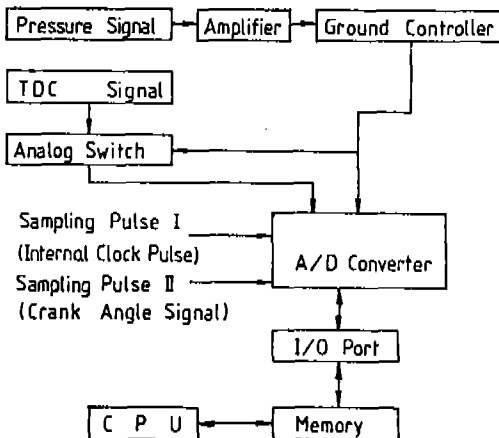 Pressure Signal
Amplifier
Ground Controller
TDC Signal
Analog Switch
Sampling Pulse I
(Internal Clock Pulse)
A/D Converter
Sampling Pulse II
(Crank Angle Signal)
I/O Port
C P U
Memory